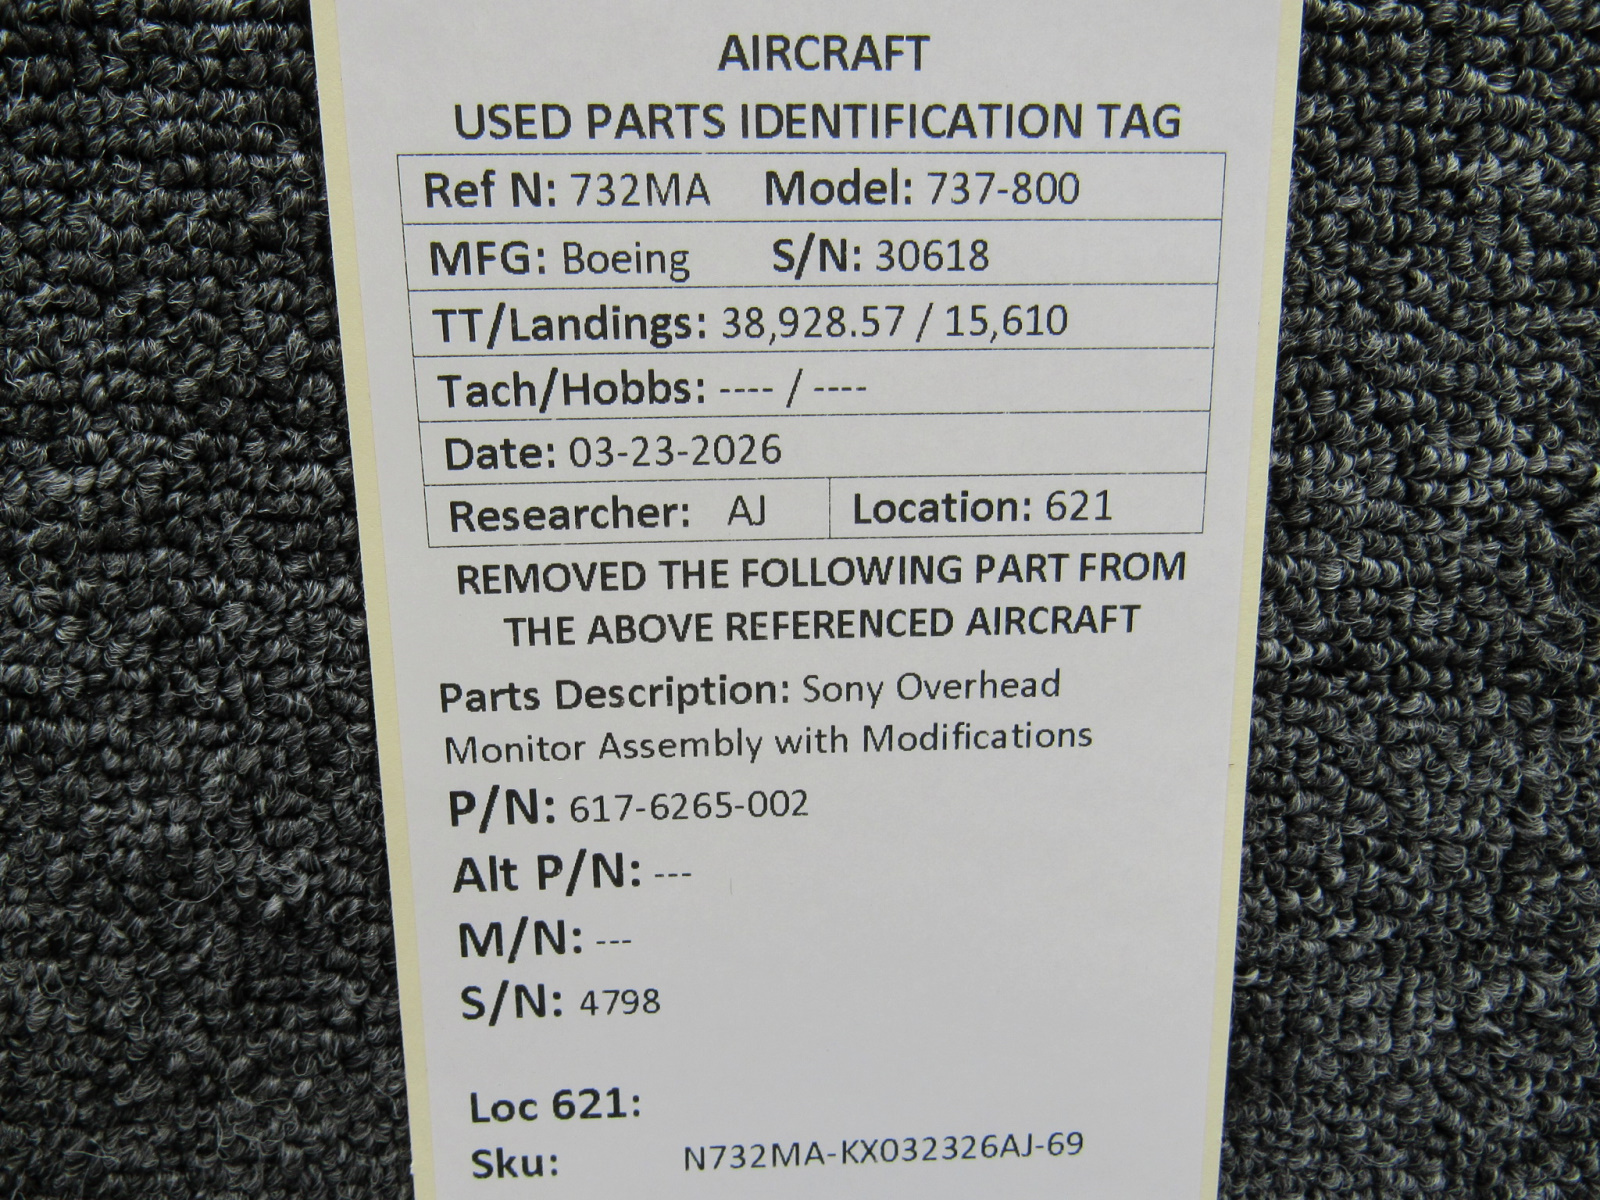 AIRCRAFT
USED PARTS IDENTIFICATION TAG
Ref N: 732MA Model: 737-800
MFG: Boeing S/N: 30618
TT/Landings: 38,928.57 / 15,610
Tach/Hobbs: ---- / ----
Date: 03-23-2026
Researcher: AJ Location: 621
REMOVED THE FOLLOWING PART FROM
THE ABOVE REFERENCED AIRCRAFT
Parts Description: Sony Overhead
Monitor Assembly with Modifications
P/N: 617-6265-002
Alt P/N: ---
M/N: ---
S/N: 4798
Loc 621:
Sku: N732MA-KX032326AJ-69